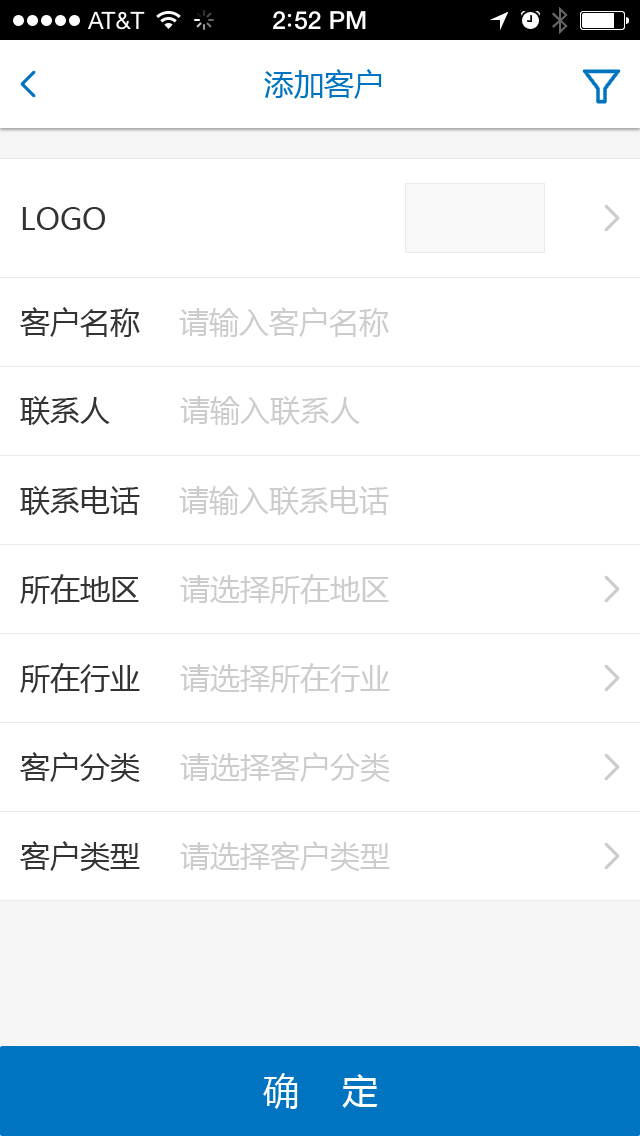 AT&T 2:52 PM
添加客户
LOGO
客户名称 请输入客户名称
联系人 请输入联系人
联系电话 请输入联系电话
所在地区 请选择所在地区
所在行业 请选择所在行业
客户分类 请选择客户分类
客户类型 请选择客户类型
确 定